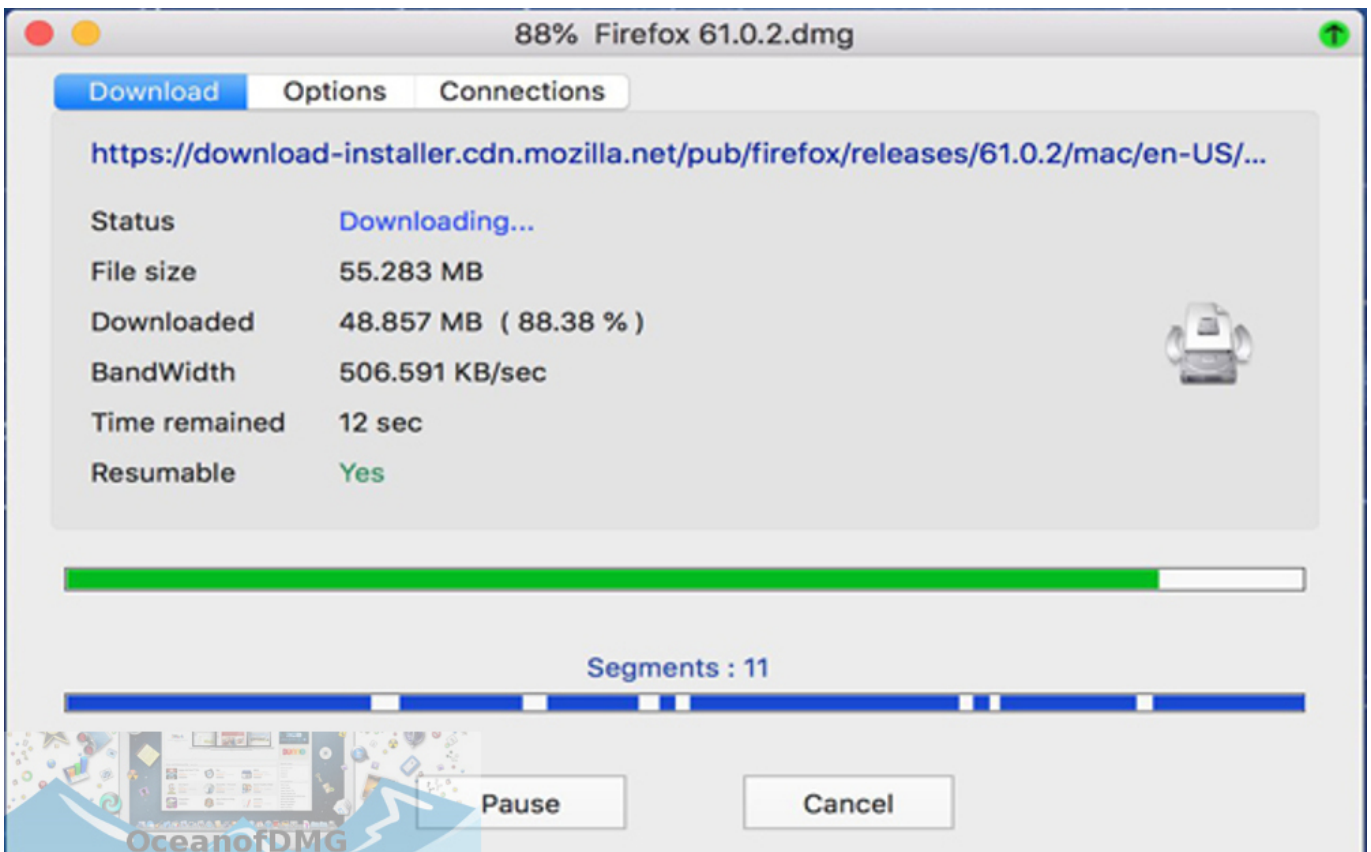 88% Firefox 61.0.2.dmg
Download Options Connections
https://download-installer.cdn.mozilla.net/pub/firefox/releases/61.0.2/mac/en-US/...
Status Downloading...
File size 55.283 MB
Downloaded 48.857 MB ( 88.38 % )
BandWidth 506.591 KB/sec
Time remained 12 sec
Resumable Yes
Segments : 11
Pause Cancel
OceanofDMG